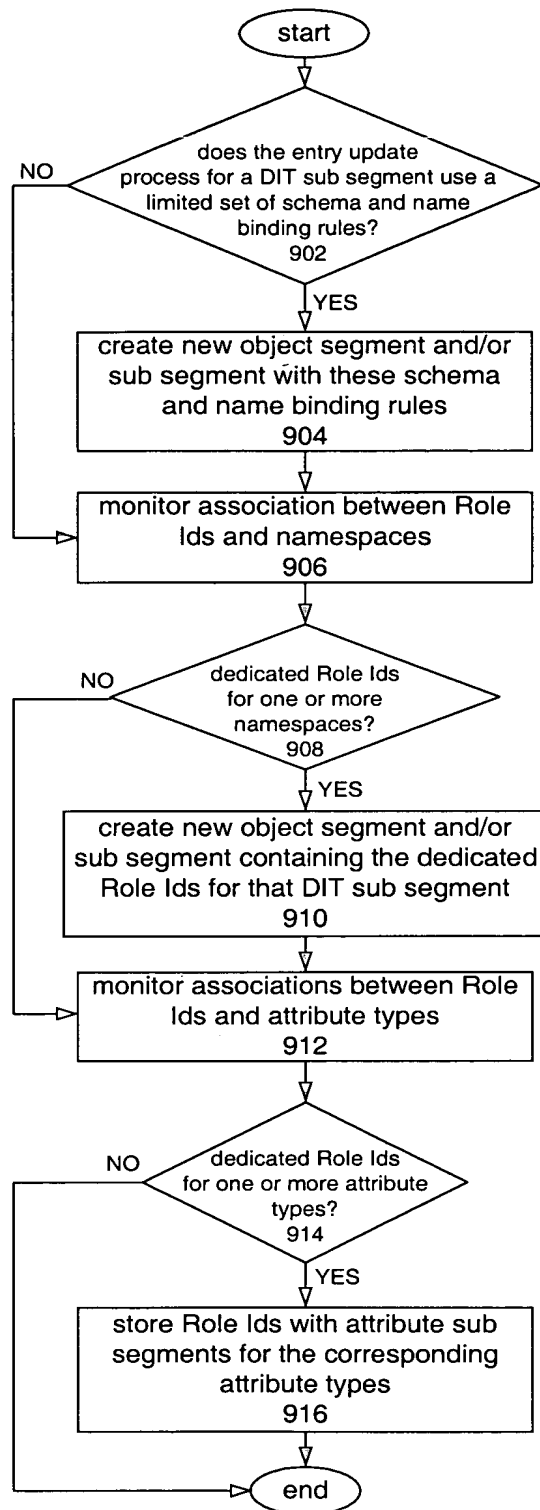 start
does the entry update
process for a DIT sub segment use a
limited set of schema and name
binding rules?
902
NO
YES
create new object segment and/or
sub segment with these schema
and name binding rules
904
monitor association between Role
Ids and namespaces
906
NO
dedicated Role Ids
for one or more
namespaces?
908
YES
create new object segment and/or
sub segment containing the dedicated
Role Ids for that DIT sub segment
910
monitor associations between Role
Ids and attribute types
912
NO
dedicated Role Ids
for one or more attribute
types?
914
YES
store Role Ids with attribute sub
segments for the corresponding
attribute types
916
end